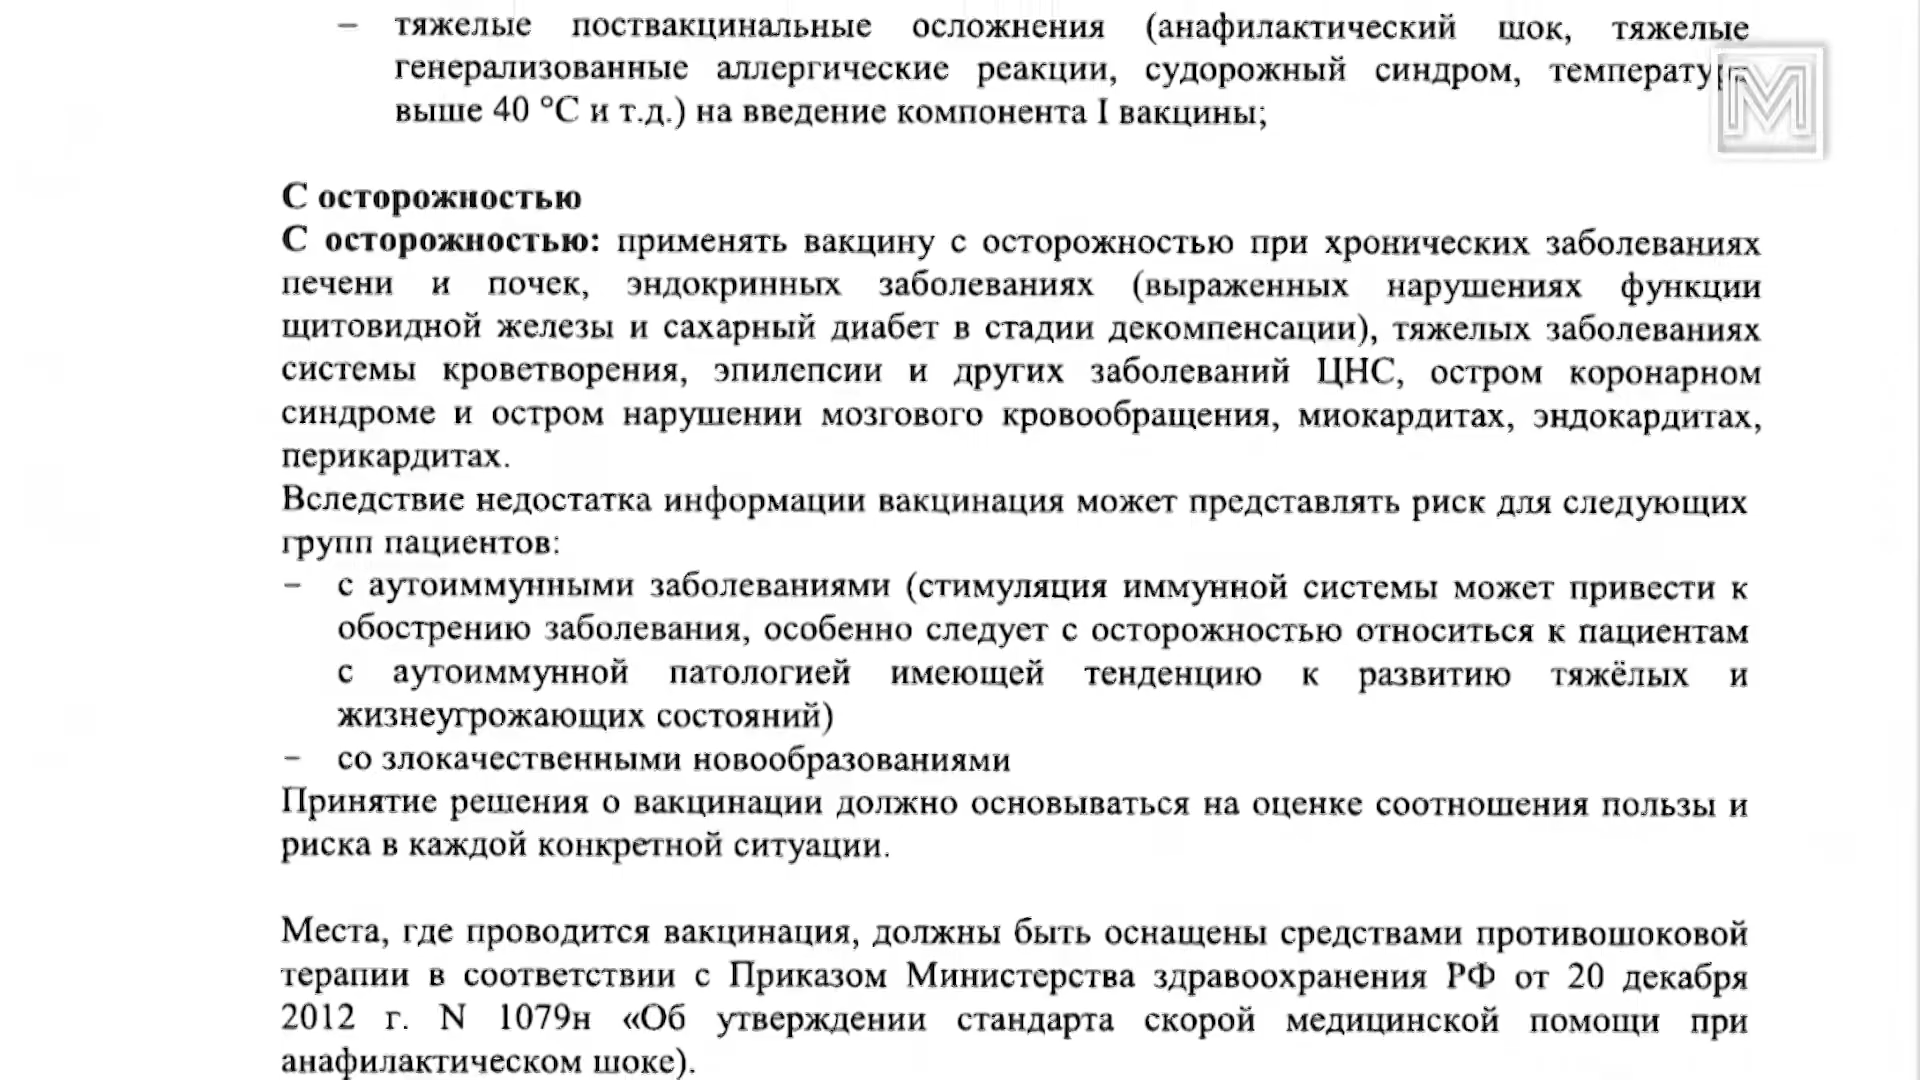 – тяжелые поствакцинальные осложнения (анафилактический шок, тяжелые
генерализованные аллергические реакции, судорожный синдром, температура
выше 40 °С и т.д.) на введение компонента I вакцины;
М
С осторожностью
С осторожностью: применять вакцину с осторожностью при хронических заболеваниях
печени и почек, эндокринных заболеваниях (выраженных нарушениях функции
щитовидной железы и сахарный диабет в стадии декомпенсации), тяжелых заболеваниях
системы кроветворения, эпилепсии и других заболеваний ЦНС, остром коронарном
синдроме и остром нарушении мозгового кровообращения, миокардитах, эндокардитах,
перикардитах.
Вследствие недостатка информации вакцинация может представлять риск для следующих
групп пациентов:
– с аутоиммунными заболеваниями (стимуляция иммунной системы может привести к
обострению заболевания, особенно следует с осторожностью относиться к пациентам
с аутоиммунной патологией имеющей тенденцию к развитию тяжёлых и
жизнеугрожающих состояний)
– со злокачественными новообразованиями
Принятие решения о вакцинации должно основываться на оценке соотношения пользы и
риска в каждой конкретной ситуации.
Места, где проводится вакцинация, должны быть оснащены средствами противошоковой
терапии в соответствии с Приказом Министерства здравоохранения РФ от 20 декабря
2012 г. N 1079н «Об утверждении стандарта скорой медицинской помощи при
анафилактическом шоке).